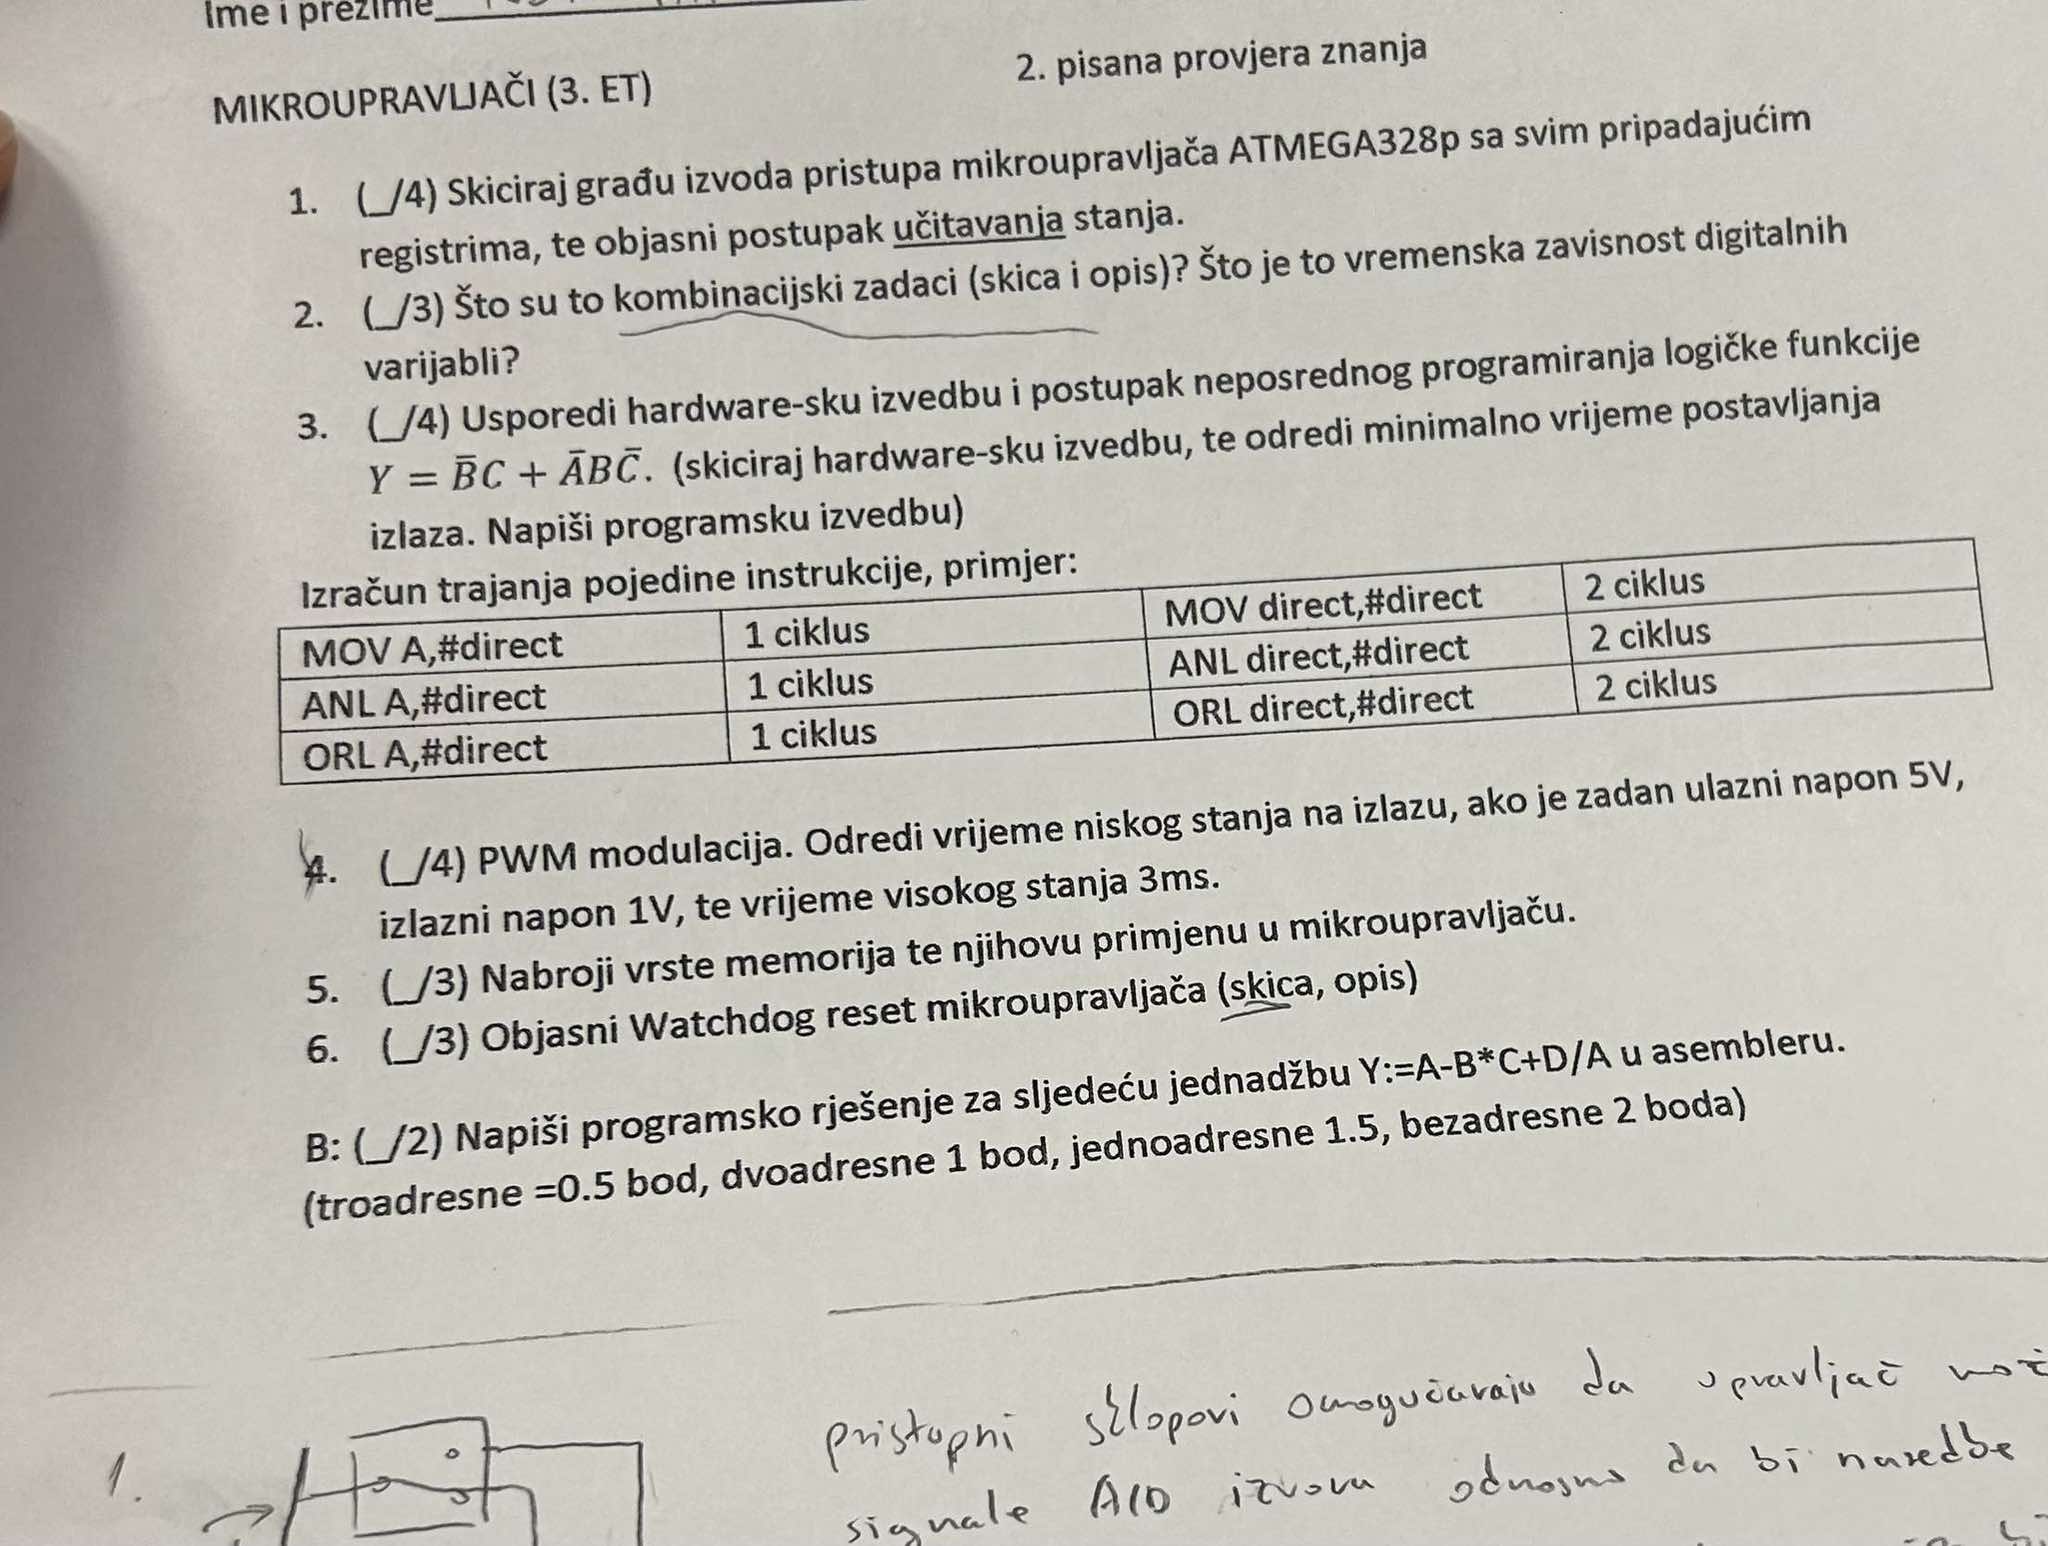 Ime i prezime
MIKROUPRAVLJAČI (3. ET)
2. pisana provjera znanja
1. (_/4) Skiciraj građu izvoda pristupa mikroupravljača ATMEGA328p sa svim pripadajućim
registrima, te objasni postupak učitavanja stanja.
2. (_/3) Što su to kombinacijski zadaci (skica i opis)? Što je to vremenska zavisnost digitalnih
varijabli?
3. (_/4) Usporedi hardware-sku izvedbu i postupak neposrednog programiranja logičke funkcije
Y = B̅C + A̅BC̅. (skiciraj hardware-sku izvedbu, te odredi minimalno vrijeme postavljanja
izlaza. Napiši programsku izvedbu)
Izračun trajanja pojedine instrukcije, primjer:
MOV A,#direct 1 ciklus MOV direct,#direct 2 ciklus
ANL A,#direct 1 ciklus ANL direct,#direct 2 ciklus
ORL A,#direct 1 ciklus ORL direct,#direct 2 ciklus
4. (_/4) PWM modulacija. Odredi vrijeme niskog stanja na izlazu, ako je zadan ulazni napon 5V,
izlazni napon 1V, te vrijeme visokog stanja 3ms.
5. (_/3) Nabroji vrste memorija te njihovu primjenu u mikroupravljaču.
6. (_/3) Objasni Watchdog reset mikroupravljača (skica, opis)
B: (_/2) Napiši programsko rješenje za sljedeću jednadžbu Y:=A-B*C+D/A u asembleru.
(troadresne =0.5 bod, dvoadresne 1 bod, jednoadresne 1.5, bezadresne 2 boda)
1.
pristupni sklopovi omogućavaju da upravljač
signale odnosno da bi naredbe